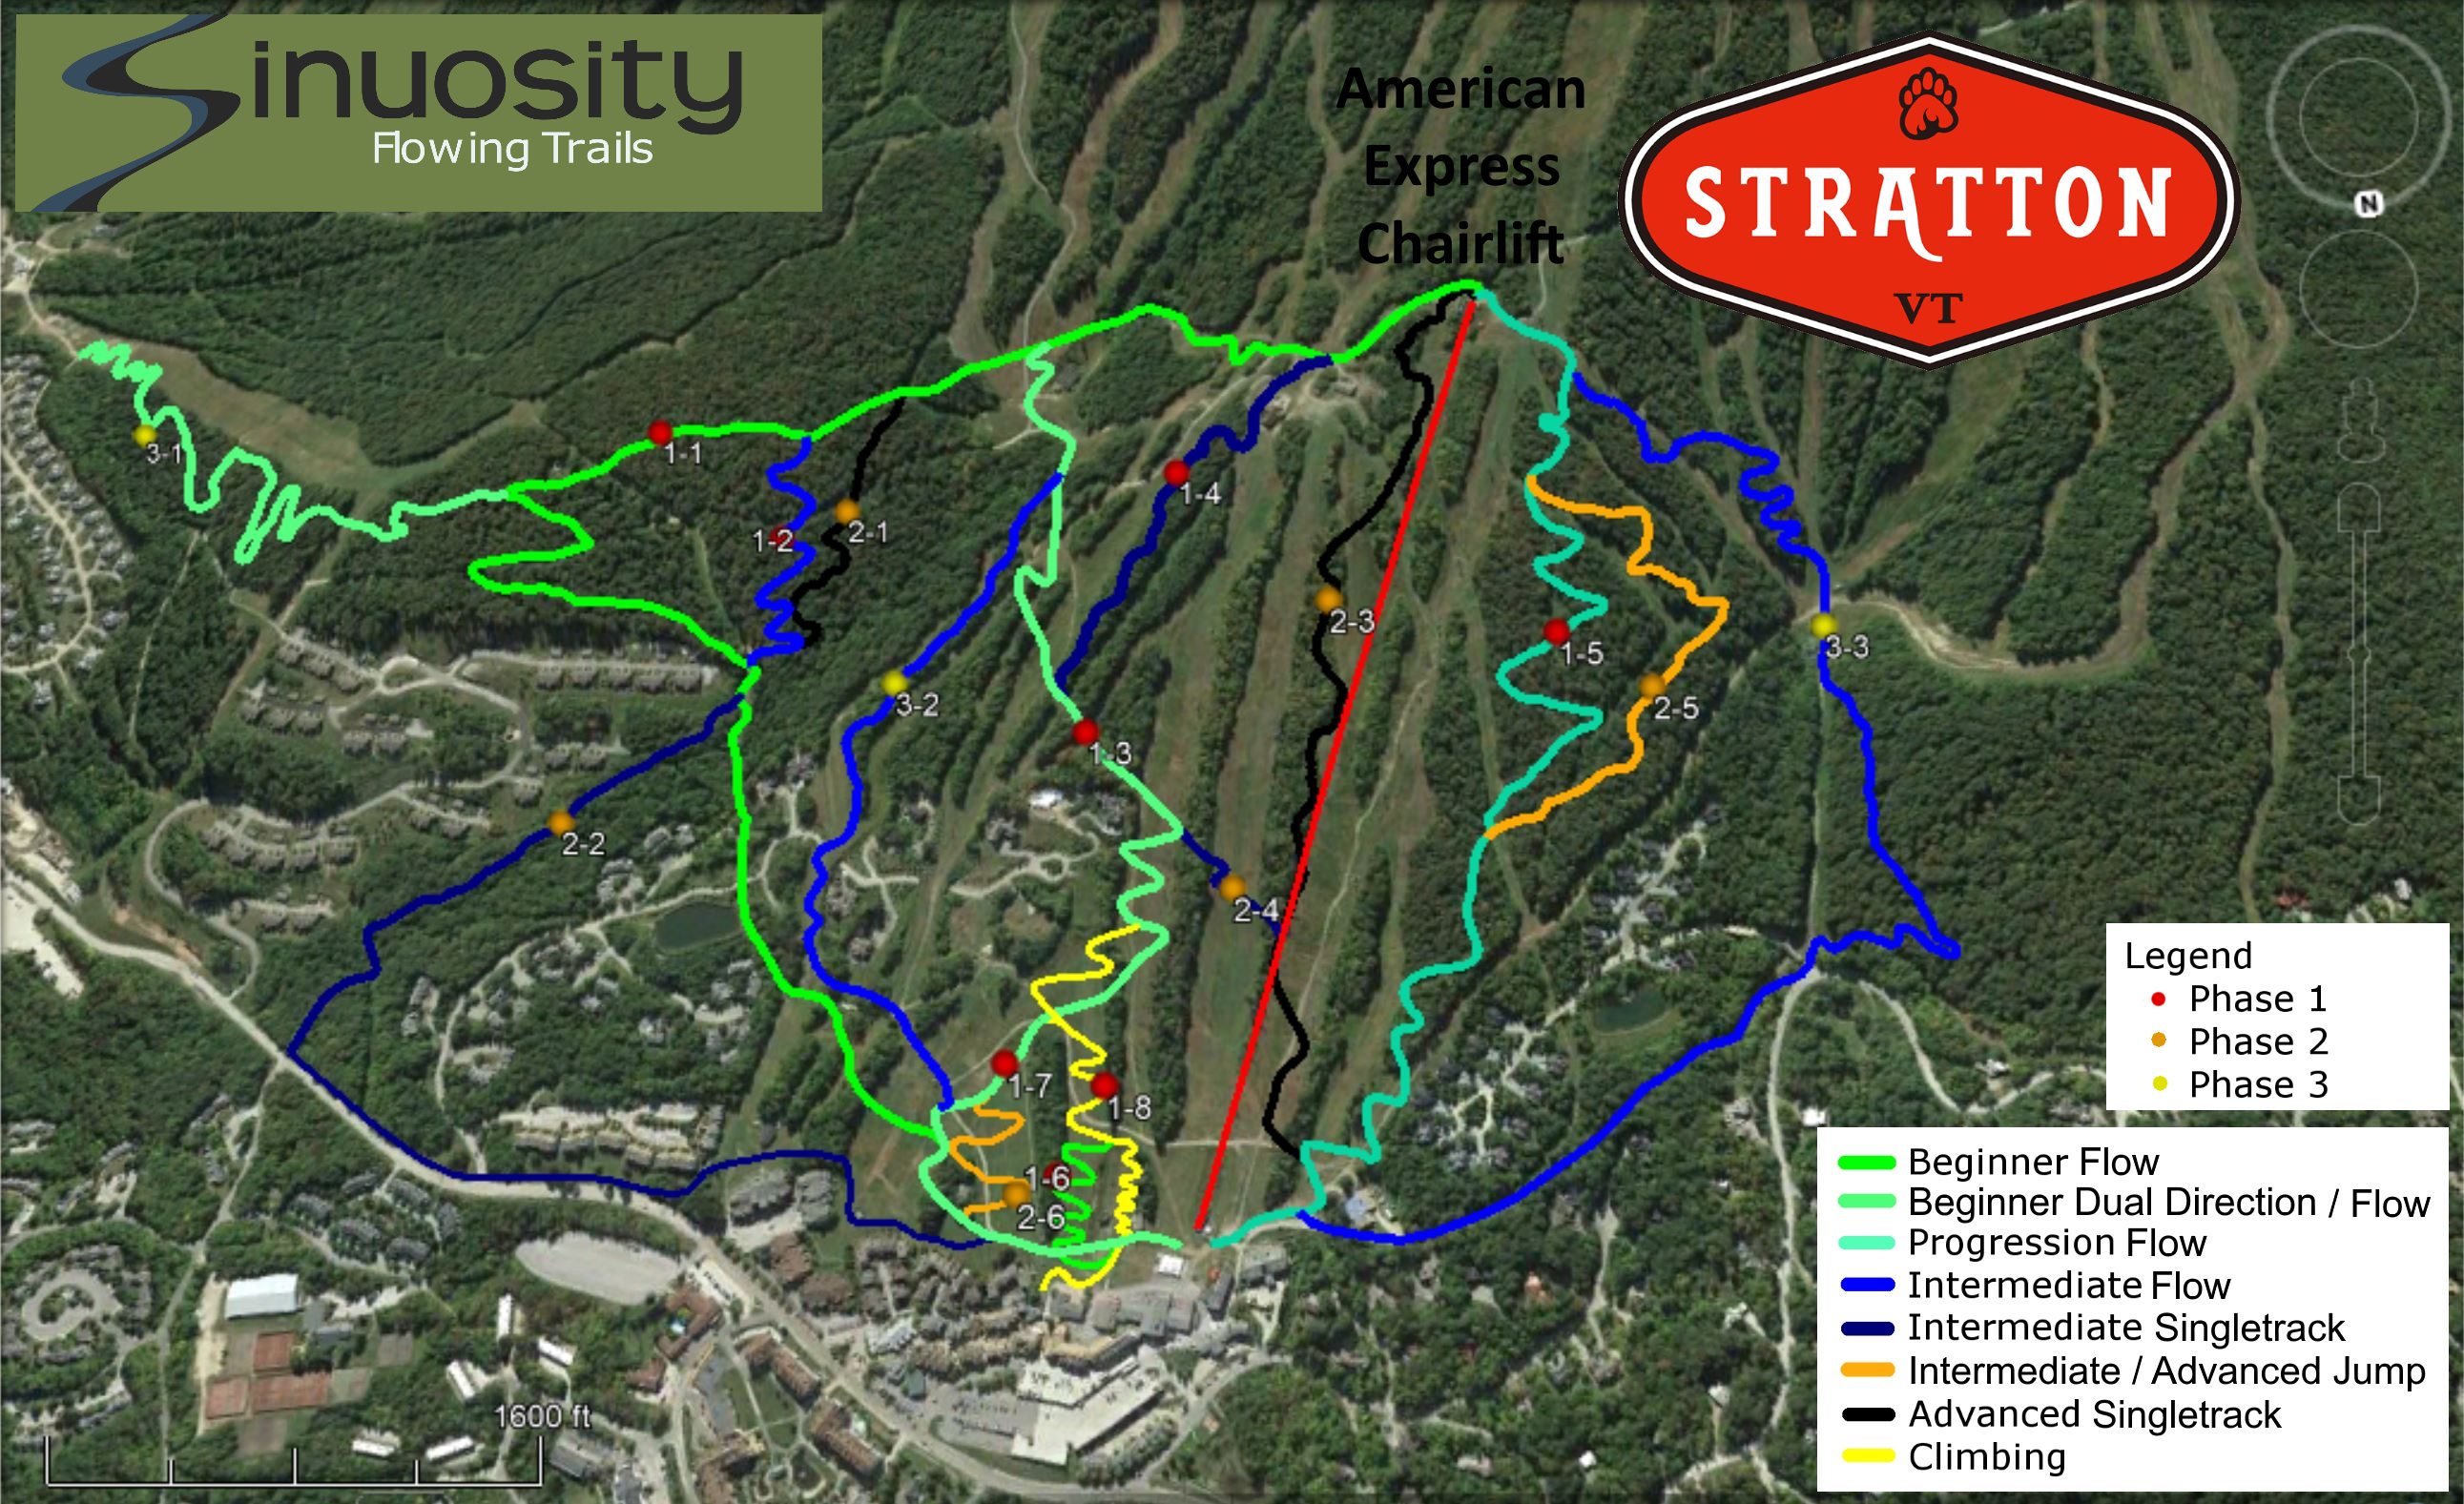 Sinuosity
Flowing Trails
American
Express
Chairlift
STRATTON
VT
N
3-1
1-1
1-2
2-1
1-4
2-3
1-5
3-3
3-2
2-5
1-3
2-2
2-4
1-7
1-8
1-6
2-6
Legend
Phase 1
Phase 2
Phase 3
Beginner Flow
Beginner Dual Direction / Flow
Progression Flow
Intermediate Flow
Intermediate Singletrack
Intermediate / Advanced Jump
Advanced Singletrack
Climbing
1600 ft